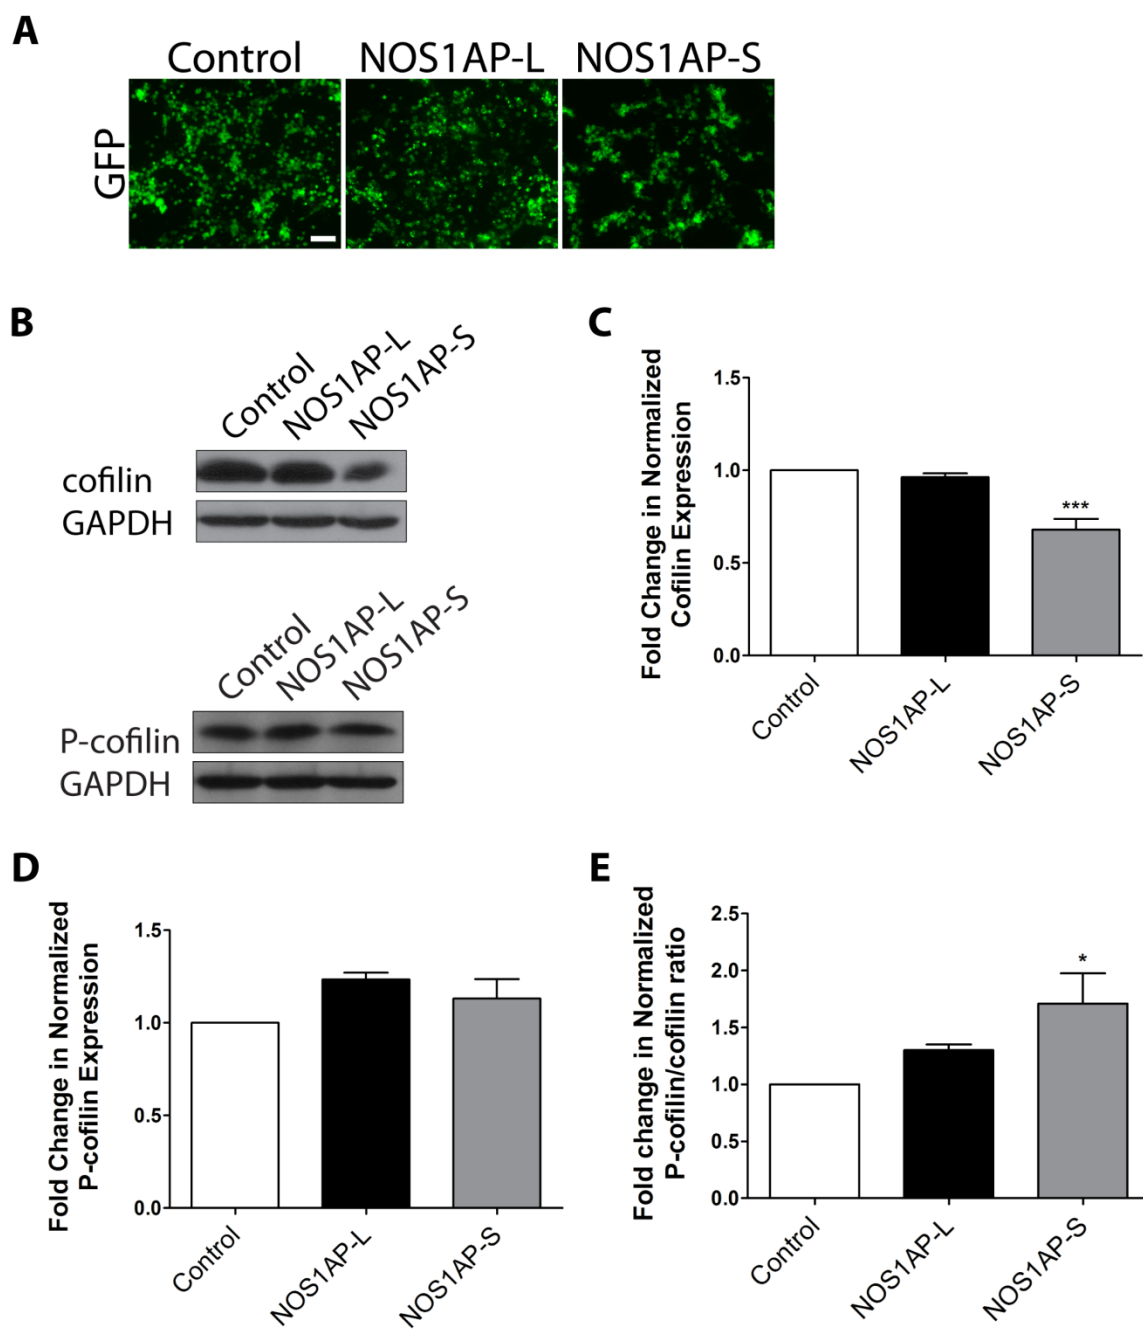 A
Control NOS1AP-L NOS1AP-S
GFP
B
Control NOS1AP-L NOS1AP-S
cofilin
GAPDH
Control NOS1AP-L NOS1AP-S
P-cofilin
GAPDH
C
Fold Change in Normalized
Cofilin Expression
1.5
1.0
0.5
0.0
***
Control NOS1AP-L NOS1AP-S
D
Fold Change in Normalized
P-cofilin Expression
1.5
1.0
0.5
0.0
Control NOS1AP-L NOS1AP-S
E
Fold change in Normalized
P-cofilin/cofilin ratio
2.5
2.0
1.5
1.0
0.5
0.0
*
Control NOS1AP-L NOS1AP-S